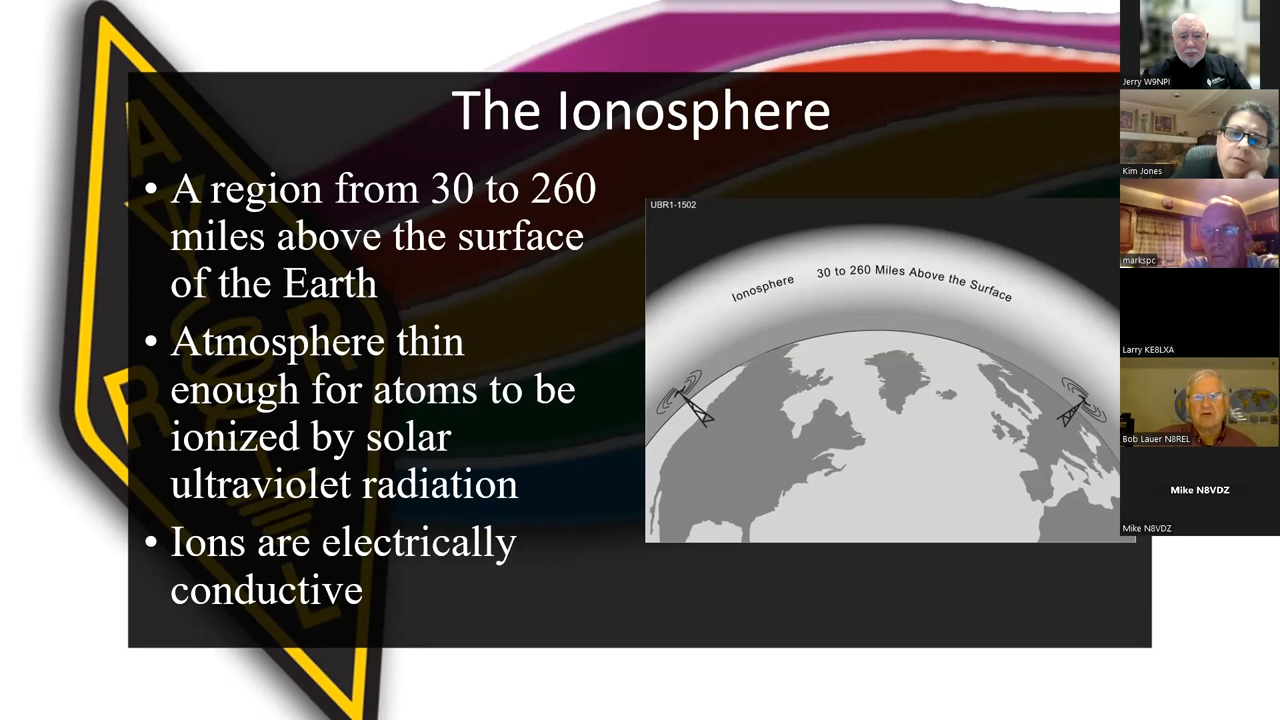 The Ionosphere
• A region from 30 to 260
miles above the surface
of the Earth
• Atmosphere thin
enough for atoms to be
ionized by solar
ultraviolet radiation
• Ions are electrically
conductive
UBR1-1502
Ionosphere 30 to 260 Miles Above the Surface
A
R
R
L
Jerry W9NPI
Kim Jones
markspc
Larry KE8LXA
Bob Lauer N8REL
Mike N8VDZ
Mike N8VDZ